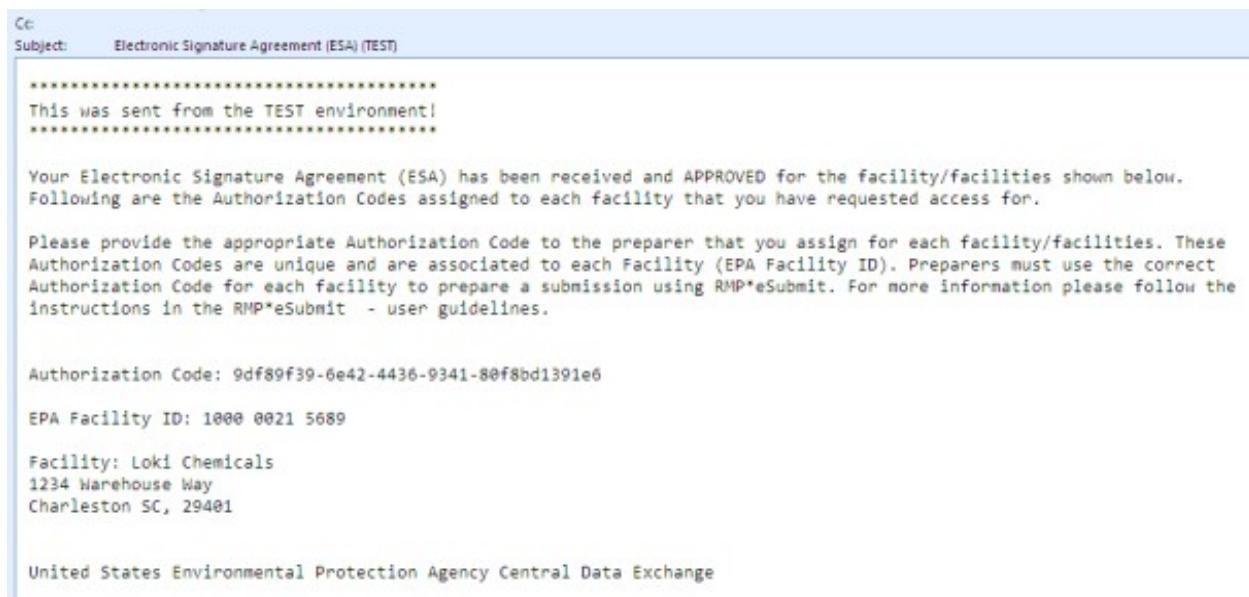 Cc:
Subject: Electronic Signature Agreement (ESA) (TEST)
*****************************************
This was sent from the TEST environment!
*****************************************
Your Electronic Signature Agreement (ESA) has been received and APPROVED for the facility/facilities shown below.
Following are the Authorization Codes assigned to each facility that you have requested access for.
Please provide the appropriate Authorization Code to the preparer that you assign for each facility/facilities. These
Authorization Codes are unique and are associated to each Facility (EPA Facility ID). Preparers must use the correct
Authorization Code for each facility to prepare a submission using RMP*eSubmit. For more information please follow the
instructions in the RMP*eSubmit - user guidelines.
Authorization Code: 9df89f39-6e42-4436-9341-80f8bd1391e6
EPA Facility ID: 1000 0021 5689
Facility: Loki Chemicals
1234 Warehouse Way
Charleston SC, 29401
United States Environmental Protection Agency Central Data Exchange